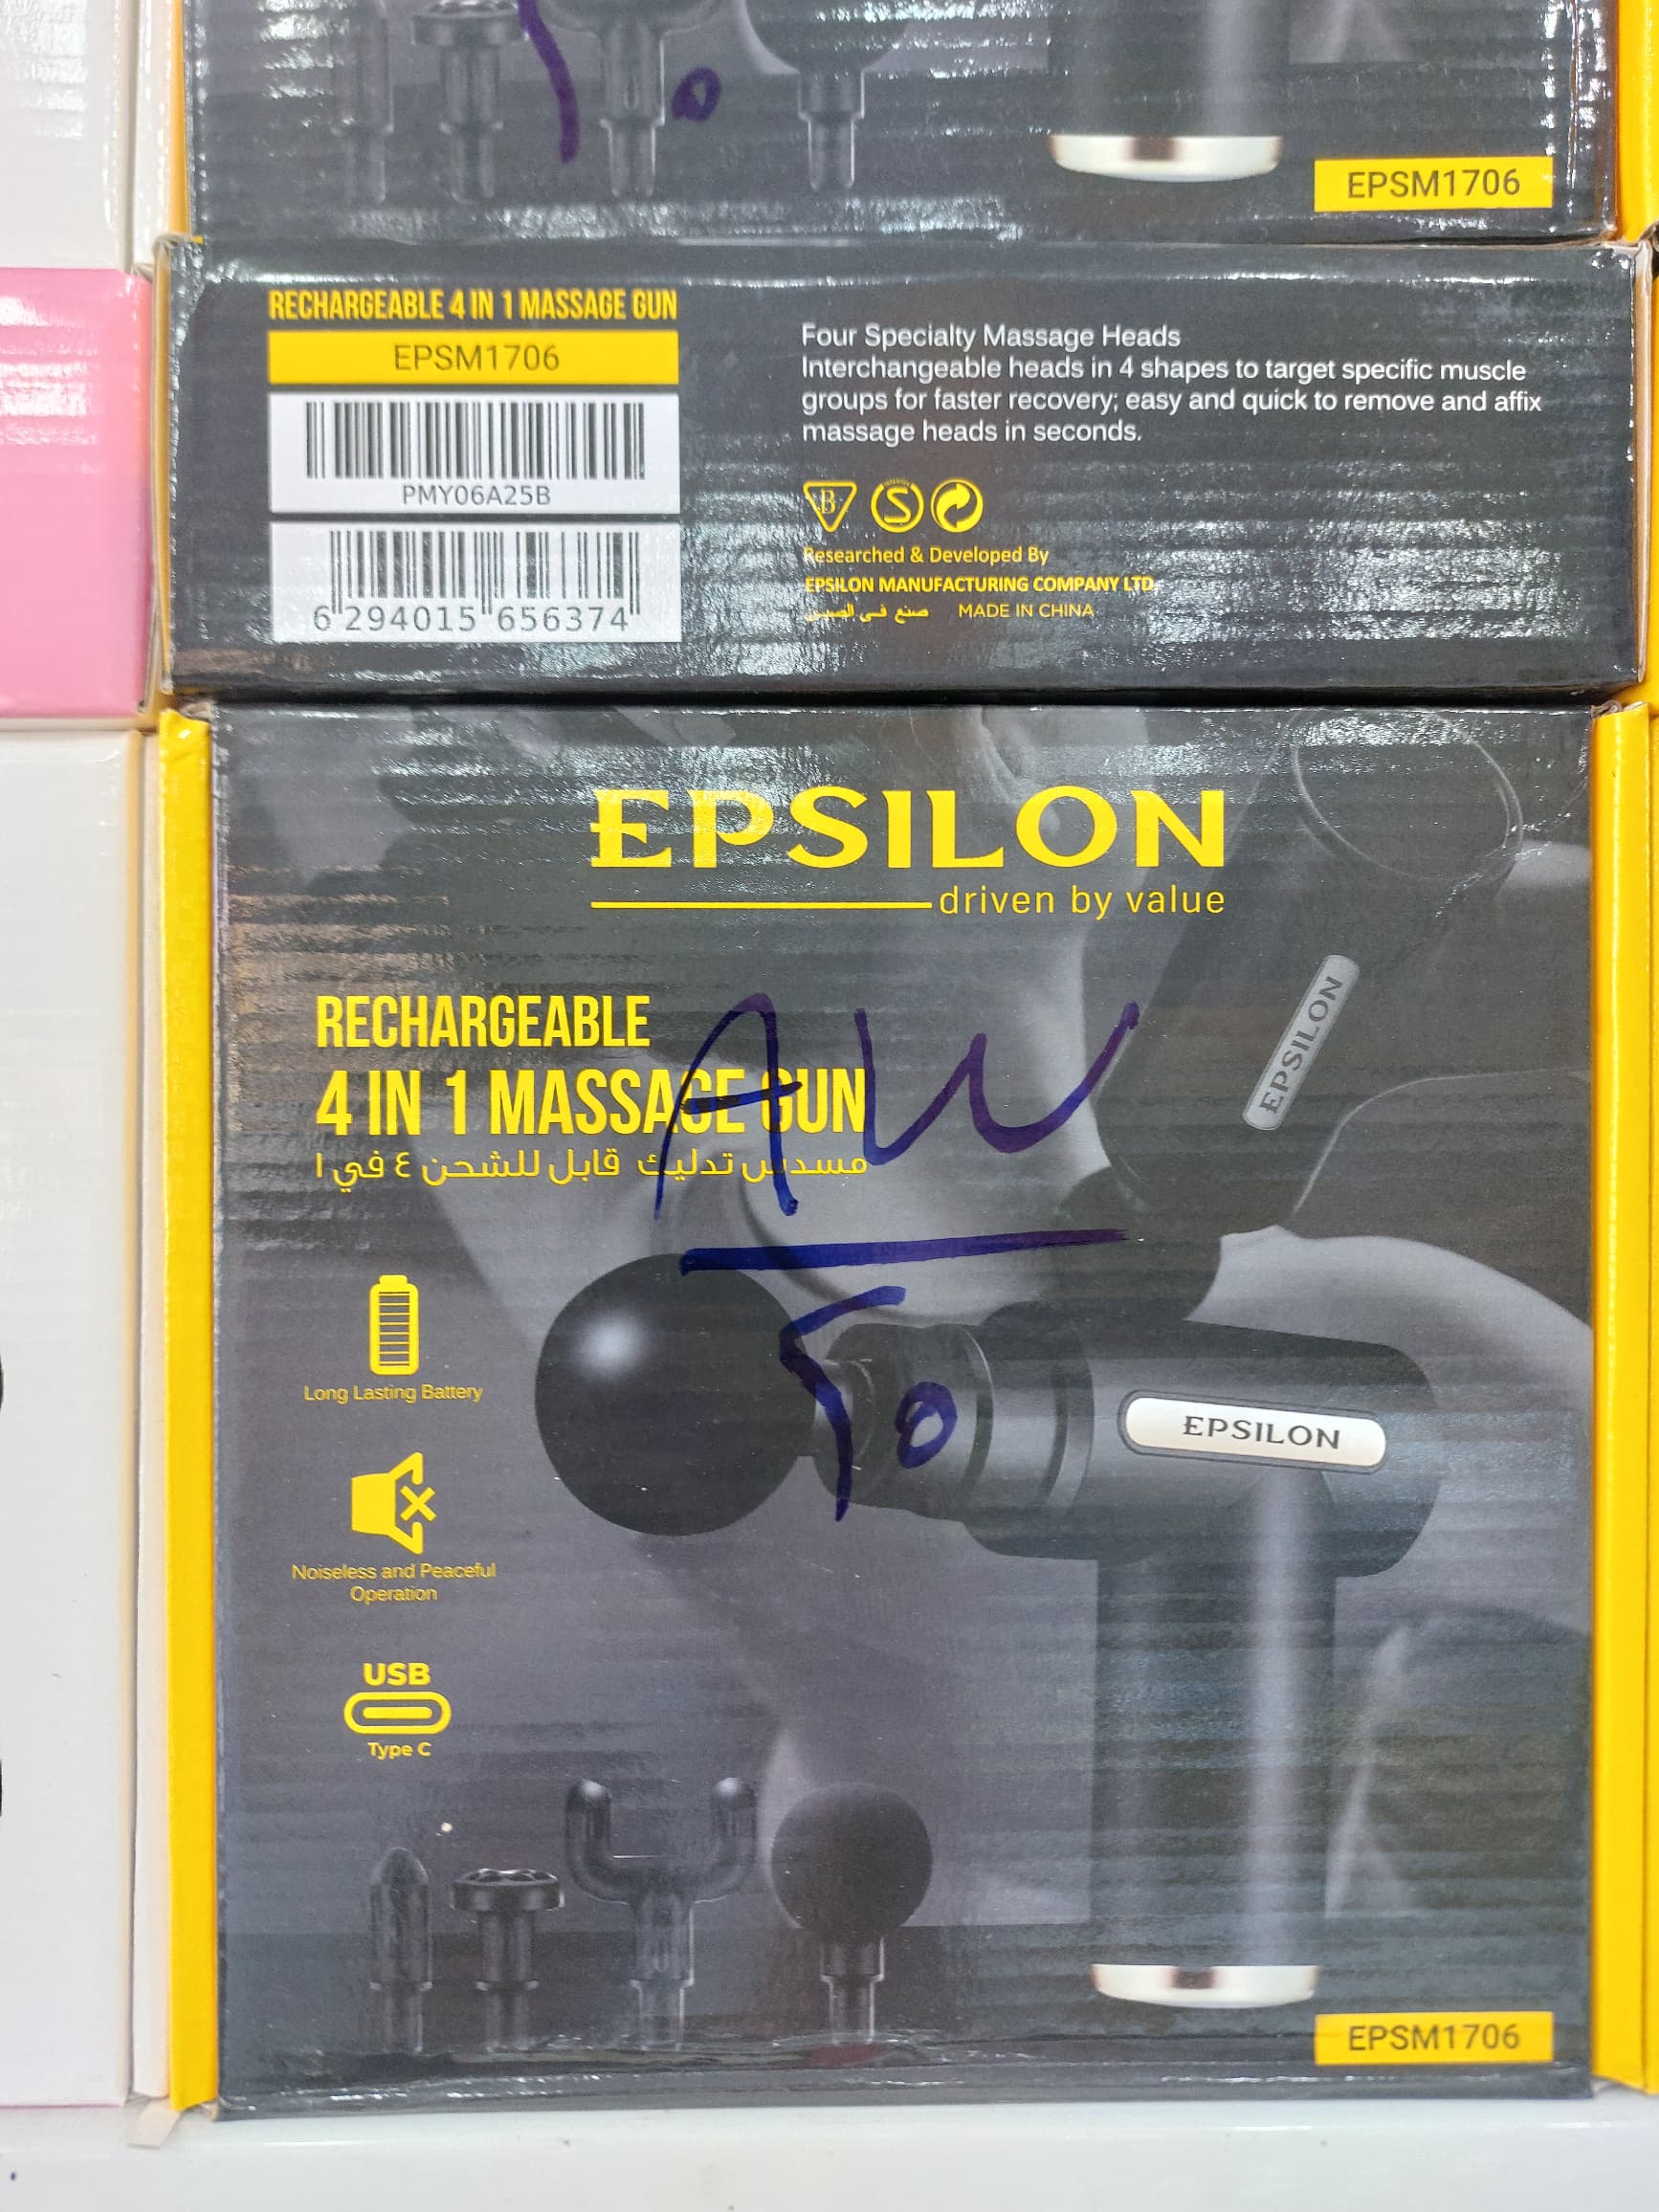 EPSM1706
RECHARGEABLE 4 IN 1 MASSAGE GUN
EPSM1706
PMY06A25B
6 294015 656374
Four Specialty Massage Heads
Interchangeable heads in 4 shapes to target specific muscle
groups for faster recovery; easy and quick to remove and affix
massage heads in seconds.
Researched & Developed By
EPSILON MANUFACTURING COMPANY LTD.
صنع في الصين MADE IN CHINA
EPSILON
driven by value
EPSILON
RECHARGEABLE
4 IN 1 MASSAGE GUN
مسدس تدليك قابل للشحن ٤ في ١
AW
50
Long Lasting Battery
EPSILON
Noiseless and Peaceful
Operation
USB
Type C
EPSM1706